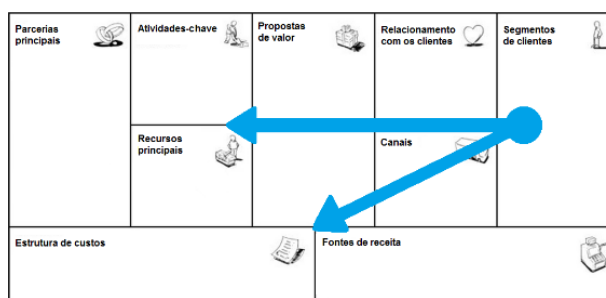 Parcerias
principais
Atividades-chave
Propostas
de valor
Relacionamento
com os clientes
Segmentos
de clientes
Recursos
principais
Canais
Estrutura de custos
Fontes de receita